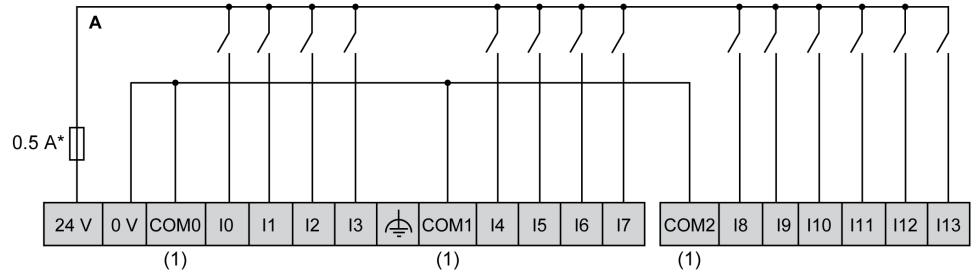 A
0.5 A*
24 V 0 V COM0 I0 I1 I2 I3 COM1 I4 I5 I6 I7 COM2 I8 I9 I10 I11 I12 I13
(1) (1) (1)